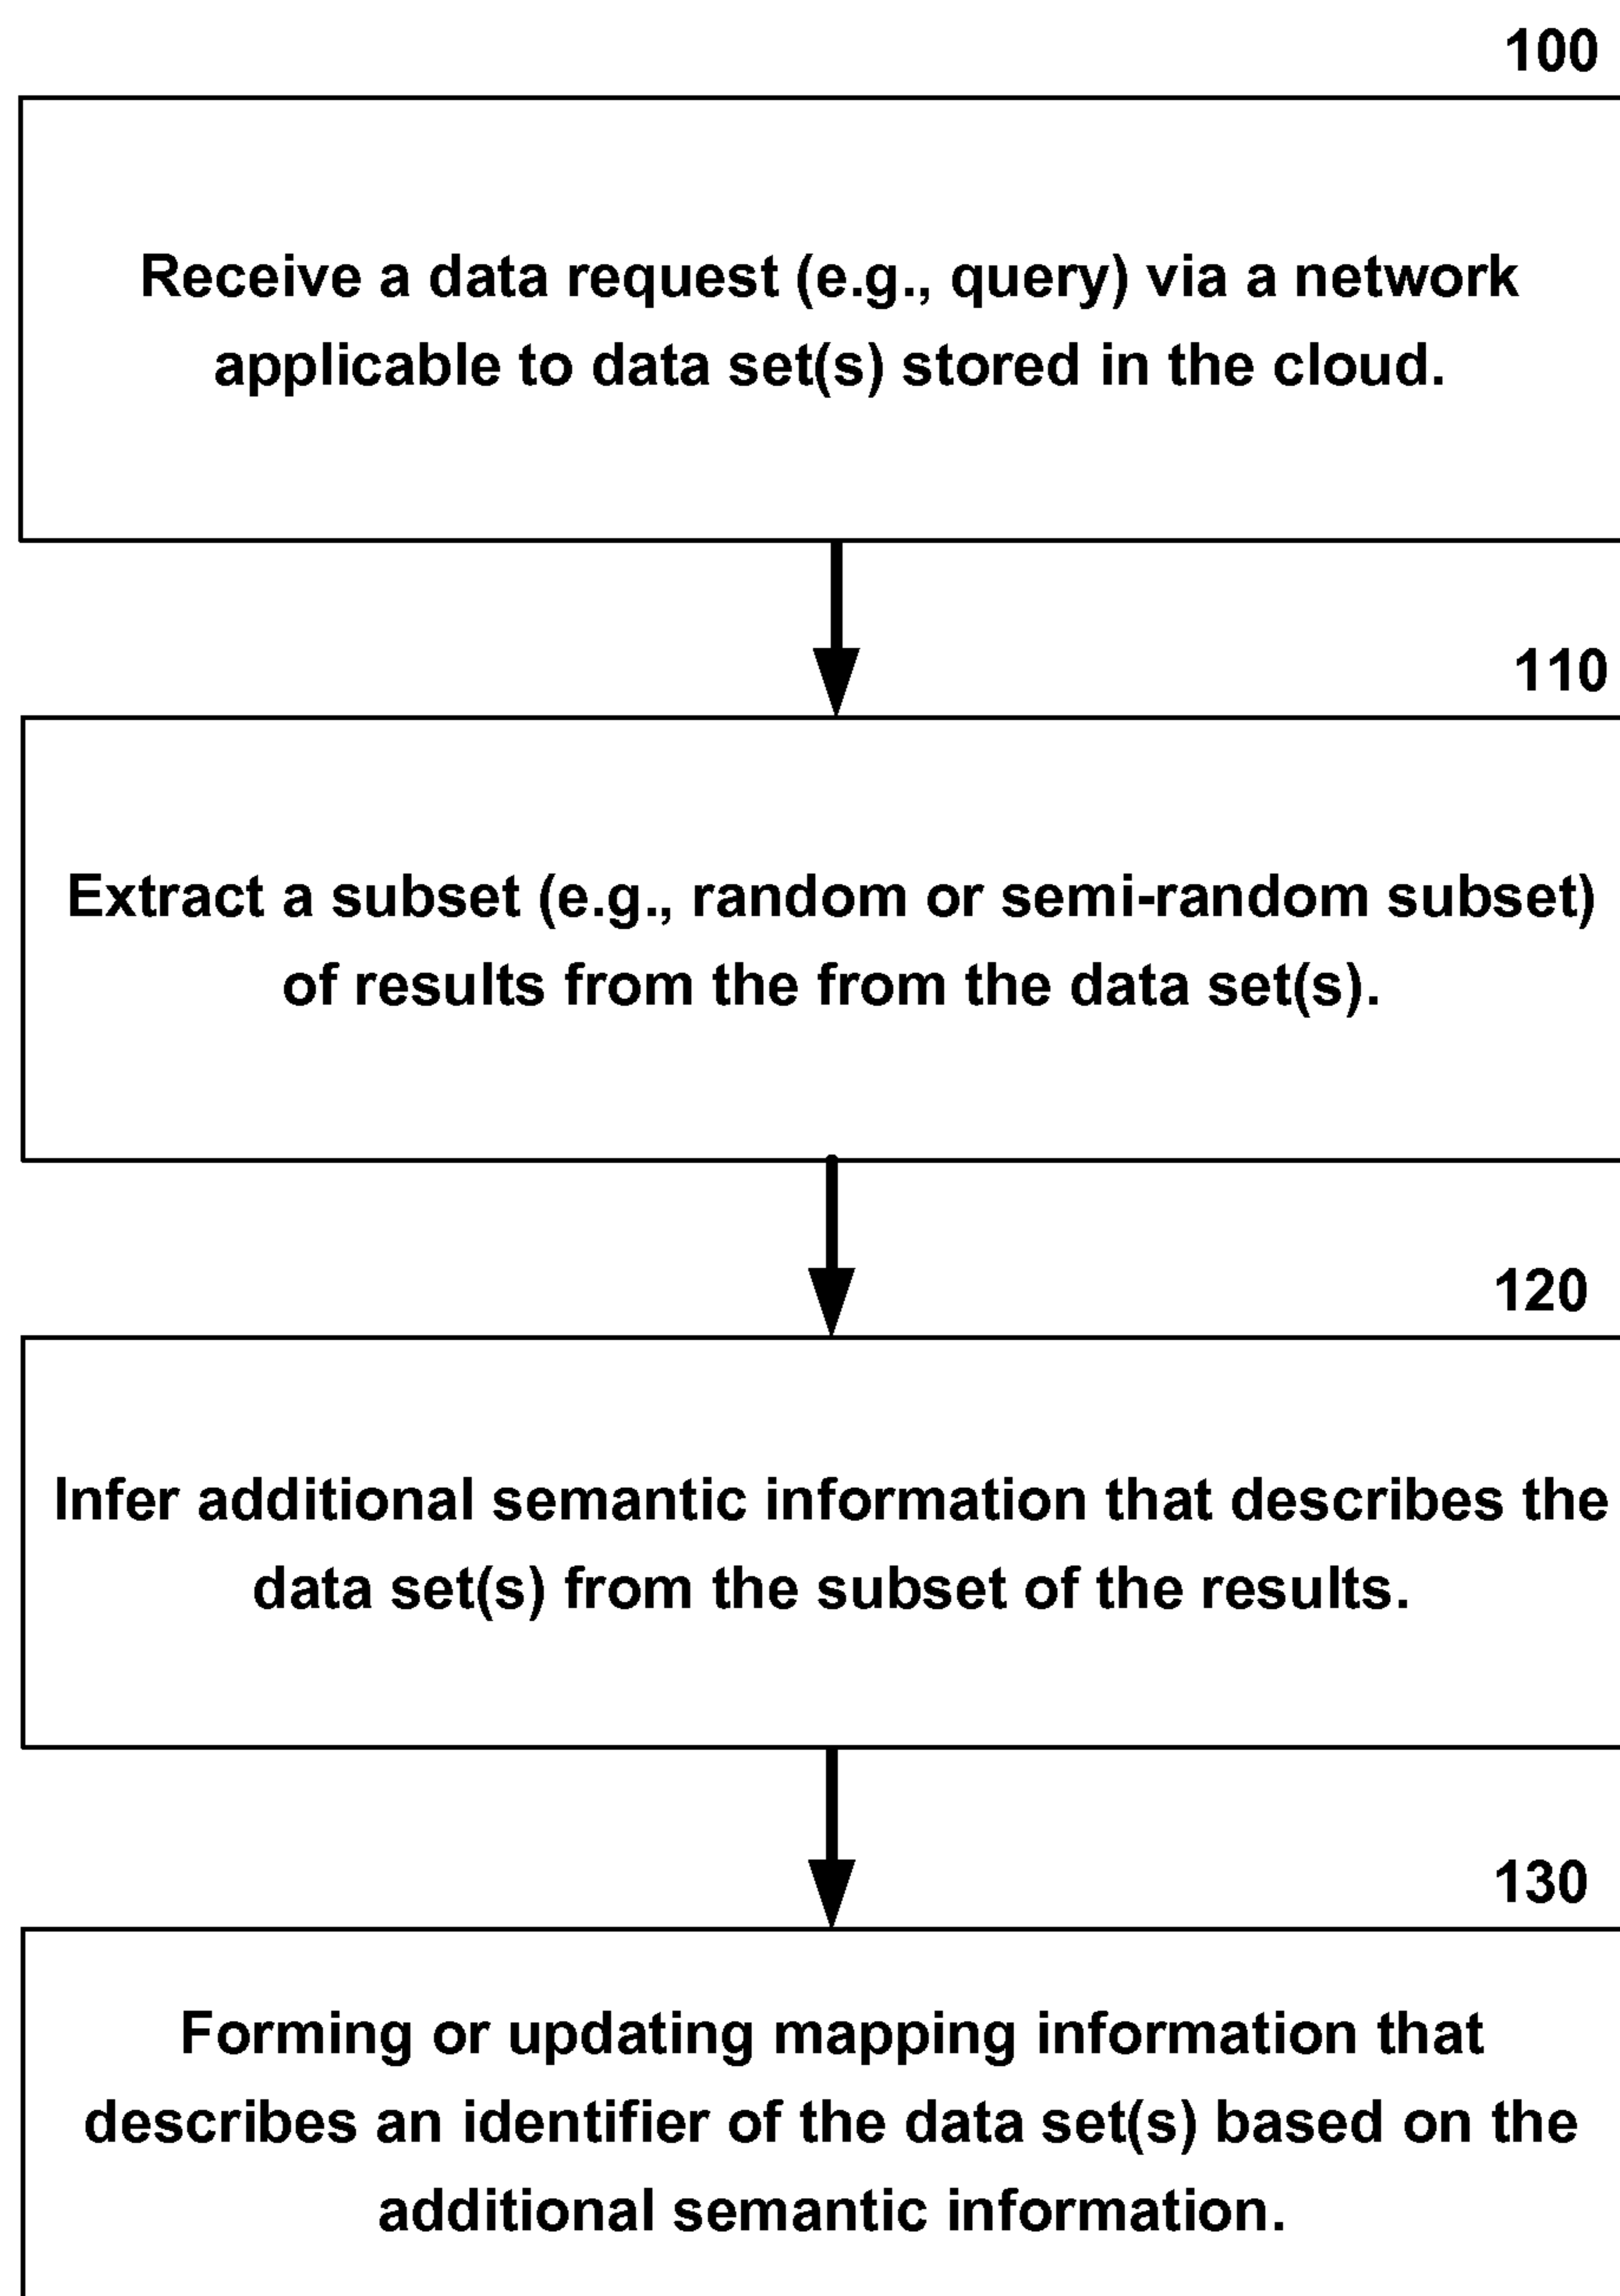 100
Receive a data request (e.g., query) via a network
applicable to data set(s) stored in the cloud.
110
Extract a subset (e.g., random or semi-random subset)
of results from the from the data set(s).
120
Infer additional semantic information that describes the
data set(s) from the subset of the results.
130
Forming or updating mapping information that
describes an identifier of the data set(s) based on the
additional semantic information.